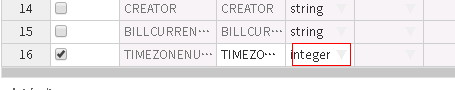 14 CREATOR CREATOR string
15 BILLCURREN··· BILLCUR··· string
16 TIMEZONENU··· TIMEZO··· integer